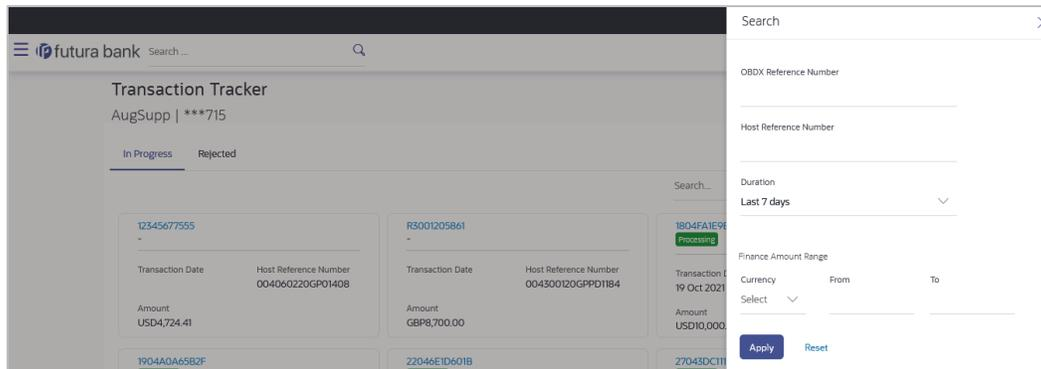 Search
futura bank
Search ...
Transaction Tracker
AugSupp | ***715
In Progress Rejected
Search...
12345677555
-
Transaction Date Host Reference Number
004060220GP01408
Amount
USD4,724.41
R3001205861
-
Transaction Date Host Reference Number
004300120GPPD1184
Amount
GBP8,700.00
Processing
Transaction
19 Oct 2021
Amount
USD10,000.
1904A0A65B2F
22046E1D601B
OBDX Reference Number
Host Reference Number
Duration
Last 7 days
Finance Amount Range
Currency From To
Select
Apply Reset